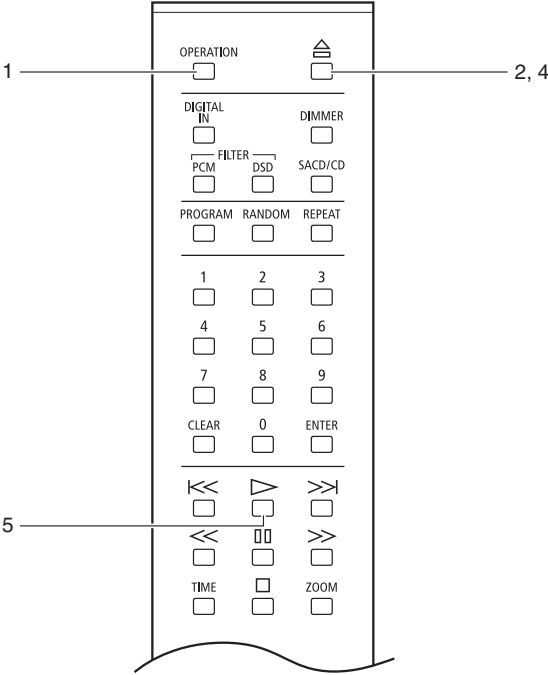 OPERATION
1
2, 4
DIGITAL
IN
DIMMER
FILTER
PCM
DSD
SACD/CD
PROGRAM RANDOM REPEAT
1 2 3
4 5 6
7 8 9
CLEAR 0 ENTER
5
TIME
ZOOM